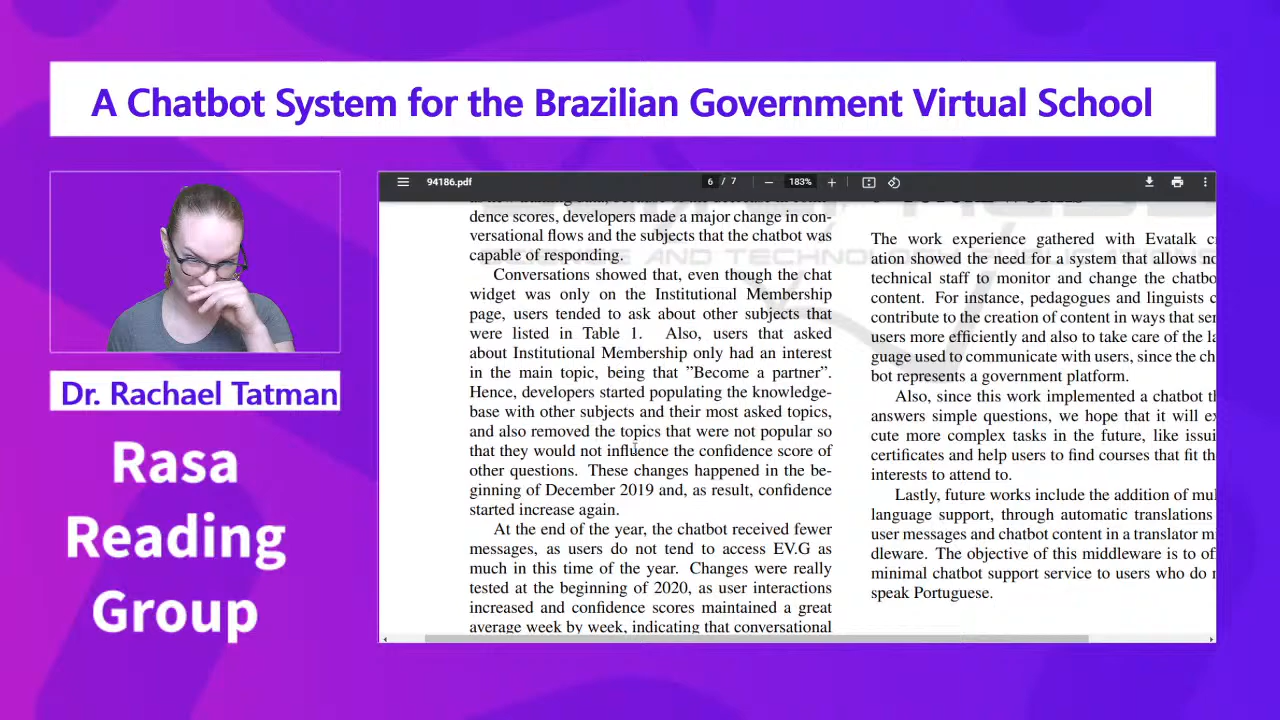 A Chatbot System for the Brazilian Government Virtual School
94186.pdf
6 / 7
183%
dence scores, developers made a major change in con-
versational flows and the subjects that the chatbot was
capable of responding.
Conversations showed that, even though the chat
widget was only on the Institutional Membership
page, users tended to ask about other subjects that
were listed in Table 1. Also, users that asked
about Institutional Membership only had an interest
in the main topic, being that ”Become a partner”.
Hence, developers started populating the knowledge-
base with other subjects and their most asked topics,
and also removed the topics that were not popular so
that they would not influence the confidence score of
other questions. These changes happened in the be-
ginning of December 2019 and, as result, confidence
started increase again.
At the end of the year, the chatbot received fewer
messages, as users do not tend to access EV.G as
much in this time of the year. Changes were really
tested at the beginning of 2020, as user interactions
increased and confidence scores maintained a great
average week by week, indicating that conversational
The work experience gathered with Evatalk c
ation showed the need for a system that allows no
technical staff to monitor and change the chatbo
content. For instance, pedagogues and linguists c
contribute to the creation of content in ways that ser
users more efficiently and also to take care of the la
guage used to communicate with users, since the ch
bot represents a government platform.
Also, since this work implemented a chatbot th
answers simple questions, we hope that it will ex
cute more complex tasks in the future, like issui
certificates and help users to find courses that fit th
interests to attend to.
Lastly, future works include the addition of mul
language support, through automatic translations
user messages and chatbot content in a translator m
dleware. The objective of this middleware is to of
minimal chatbot support service to users who do n
speak Portuguese.
Dr. Rachael Tatman
Rasa
Reading
Group